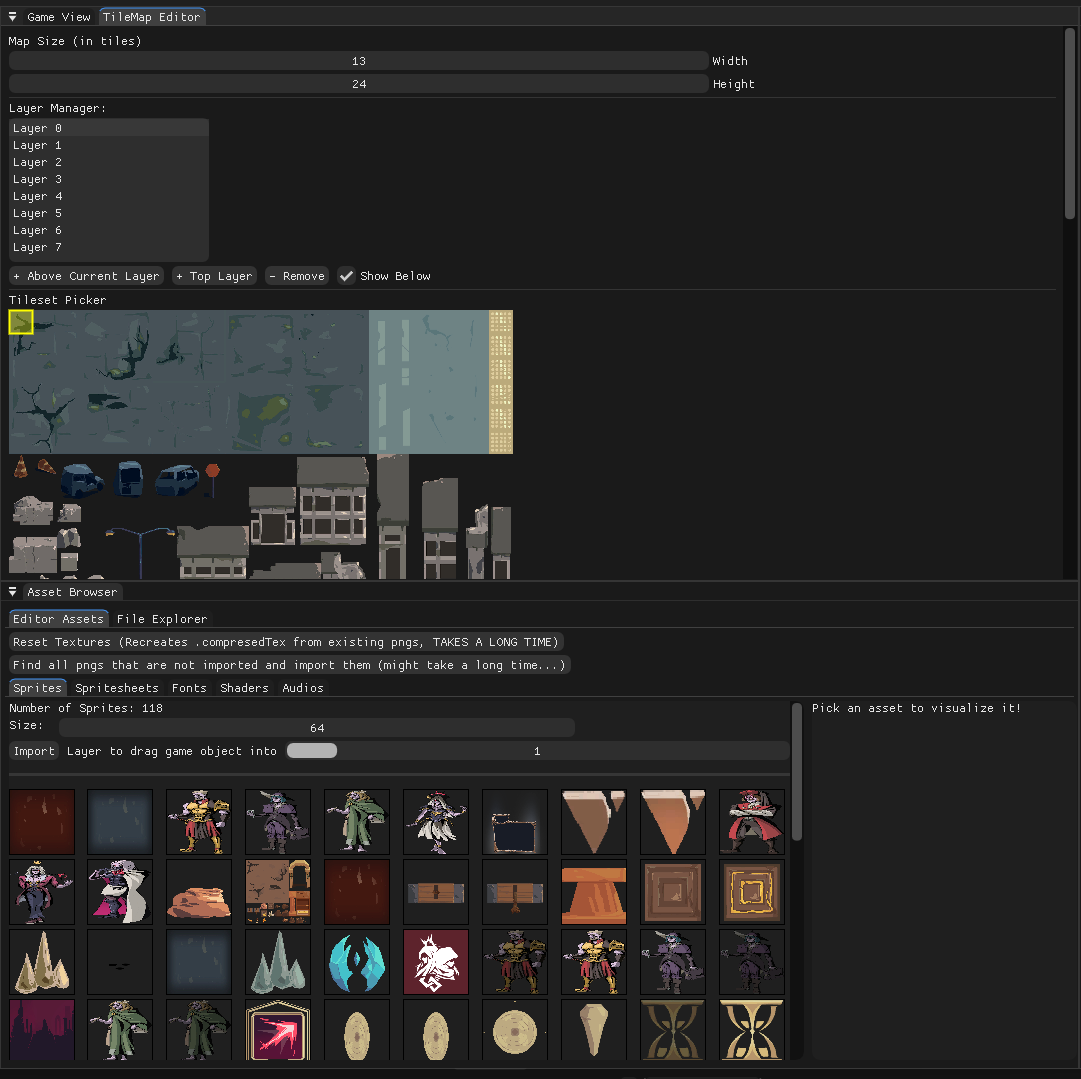 Game View TileMap Editor
Map Size (in tiles)
13 Width
24 Height
Layer Manager:
Layer 0
Layer 1
Layer 2
Layer 3
Layer 4
Layer 5
Layer 6
Layer 7
+ Above Current Layer + Top Layer - Remove Show Below
Tileset Picker
Asset Browser
Editor Assets File Explorer
Reset Textures (Recreates .compresedTex from existing pngs, TAKES A LONG TIME)
Find all pngs that are not imported and import them (might take a long time...)
Sprites Spritesheets Fonts Shaders Audios
Number of Sprites: 118
Size: 64
Import Layer to drag game object into 1
Pick an asset to visualize it!